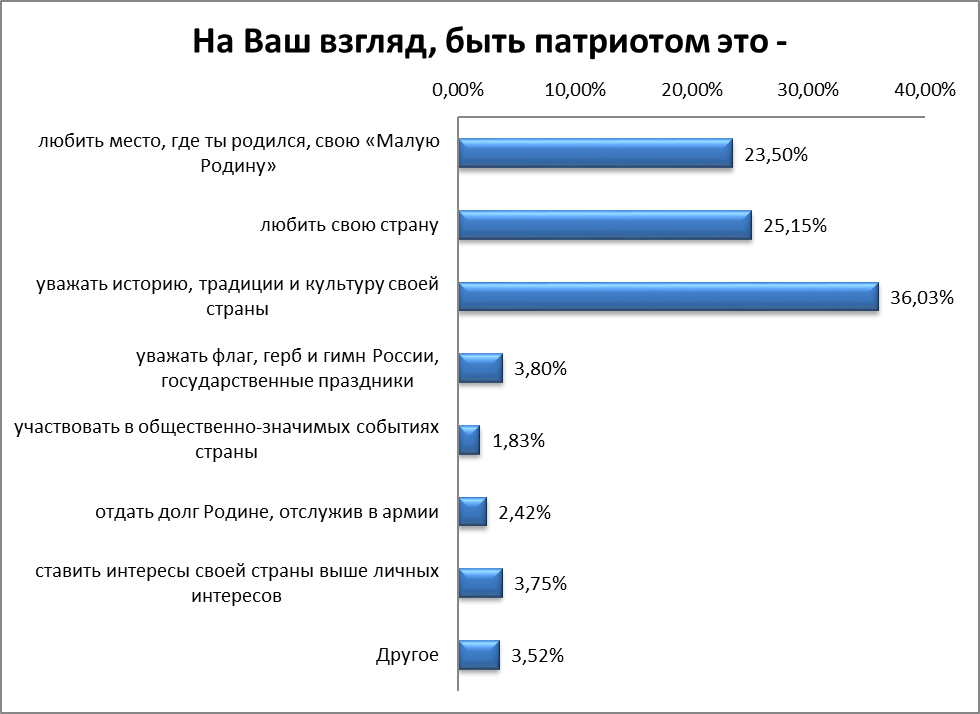 На Ваш взгляд, быть патриотом это -
0,00% 10,00% 20,00% 30,00% 40,00%
любить место, где ты родился, свою «Малую
Родину»
23,50%
любить свою страну
25,15%
уважать историю, традиции и культуру своей
страны
36,03%
уважать флаг, герб и гимн России,
государственные праздники
3,80%
участвовать в общественно-значимых событиях
страны
1,83%
отдать долг Родине, отслужив в армии
2,42%
ставить интересы своей страны выше личных
интересов
3,75%
Другое
3,52%